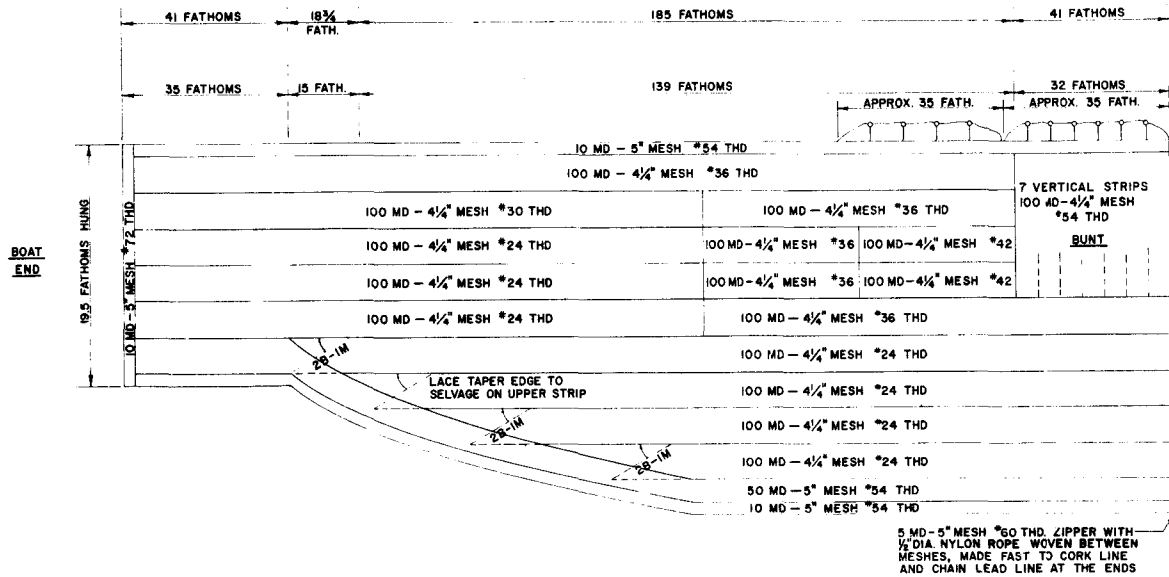 41 FATHOMS
18¾
FATH.
185 FATHOMS
41 FATHOMS
35 FATHOMS
15 FATH.
139 FATHOMS
32 FATHOMS
APPROX. 35 FATH.
APPROX. 35 FATH.
10 MD - 5" MESH #54 THD
100 MD - 4¼" MESH #36 THD
7 VERTICAL STRIPS
100 MD-4¼" MESH
#54 THD
BUNT
100 MD - 4¼" MESH #30 THD
100 MD - 4¼" MESH #36 THD
100 MD - 4¼" MESH #24 THD
100 MD-4¼" MESH #36
100 MD-4¼" MESH #42
BOAT
END
19.5 FATHOMS HUNG
10 MD - 5" MESH #72 THD
100 MD - 4¼" MESH #24 THD
100 MD-4¼" MESH #36
100 MD-4¼" MESH #42
100 MD - 4¼" MESH #24 THD
100 MD - 4¼" MESH #36 THD
100 MD - 4¼" MESH #24 THD
2B-1M
LACE TAPER EDGE TO
SELVAGE ON UPPER STRIP
100 MD - 4¼" MESH #24 THD
100 MD - 4¼" MESH #24 THD
2B-1M
100 MD - 4¼" MESH #24 THD
2B-1M
50 MD - 5" MESH #54 THD
10 MD - 5" MESH #54 THD
5 MD-5" MESH #60 THD. ZIPPER WITH
½" DIA. NYLON ROPE WOVEN BETWEEN
MESHES, MADE FAST TO CORK LINE
AND CHAIN LEAD LINE AT THE ENDS